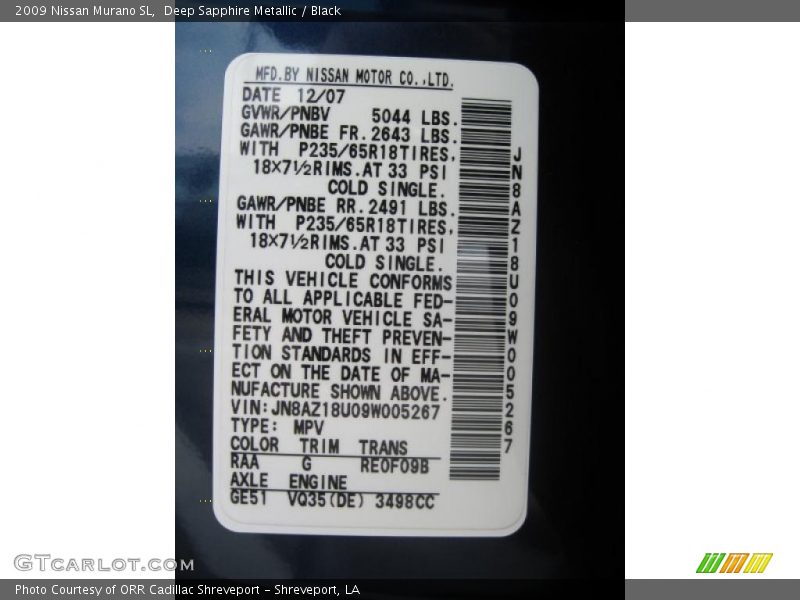 2009 Nissan Murano SL, Deep Sapphire Metallic / Black
MFD.BY NISSAN MOTOR CO.,LTD.
DATE 12/07
GVWR/PNBV 5044 LBS.
GAWR/PNBE FR. 2643 LBS.
WITH P235/65R18TIRES,
18×7½RIMS.AT 33 PSI
COLD SINGLE.
GAWR/PNBE RR. 2491 LBS.
WITH P235/65R18TIRES,
18×7½RIMS.AT 33 PSI
COLD SINGLE.
THIS VEHICLE CONFORMS
TO ALL APPLICABLE FED-
ERAL MOTOR VEHICLE SA-
FETY AND THEFT PREVEN-
TION STANDARDS IN EFF-
ECT ON THE DATE OF MA-
NUFACTURE SHOWN ABOVE.
VIN: JN8AZ18U09W005267
TYPE: MPV
COLOR TRIM TRANS
RAA G RE0F09B
AXLE ENGINE
GE51 VQ35(DE) 3498CC
JN8AZ18U09W005267
GTcarlot.com
Photo Courtesy of ORR Cadillac Shreveport - Shreveport, LA